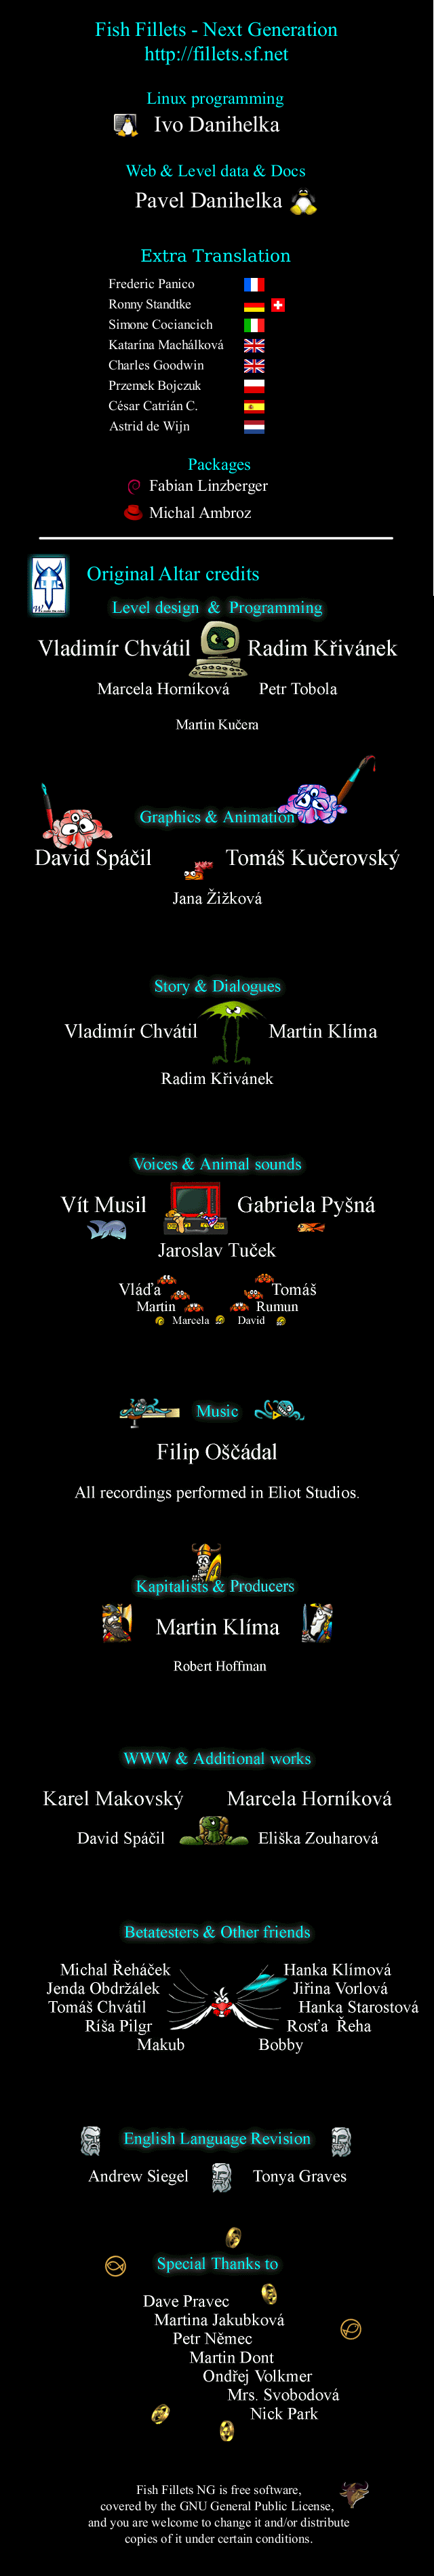 Fish Fillets - Next Generation
http://fillets.sf.net
Linux programming
Ivo Danihelka
Web & Level data & Docs
Pavel Danihelka
Extra Translation
Frederic Panico
Ronny Standtke
Simone Cociancich
Katarína Machálková
Charles Goodwin
Przemek Bojczuk
César Catrián C.
Astrid de Wijn
Packages
Fabian Linzberger
Michal Ambroz
Original Altar credits
Level design & Programming
Vladimír Chvátil Radim Křivánek
Marcela Horníková Petr Tobola
Martin Kučera
Graphics & Animation
David Spáčil Tomáš Kučerovský
Jana Žižková
Story & Dialogues
Vladimír Chvátil Martin Klíma
Radim Křivánek
Voices & Animal sounds
Vít Musil Gabriela Pyšná
Jaroslav Tuček
Vláďa Tomáš
Martin Rumun
Marcela David
Music
Filip Oščádal
All recordings performed in Eliot Studios.
Kapitalists & Producers
Martin Klíma
Robert Hoffman
WWW & Additional works
Karel Makovský Marcela Horníková
David Spáčil Eliška Zouharová
Betatesters & Other friends
Michal Řeháček Hanka Klímová
Jenda Obdržálek Jiřina Vorlová
Tomáš Chvátil Hanka Starostová
Ríša Pilgr Rosťa Řeha
Makub Bobby
English Language Revision
Andrew Siegel Tonya Graves
Special Thanks to
Dave Pravec
Martina Jakubková
Petr Němec
Martin Dont
Ondřej Volkmer
Mrs. Svobodová
Nick Park
Fish Fillets NG is free software,
covered by the GNU General Public License,
and you are welcome to change it and/or distribute
copies of it under certain conditions.